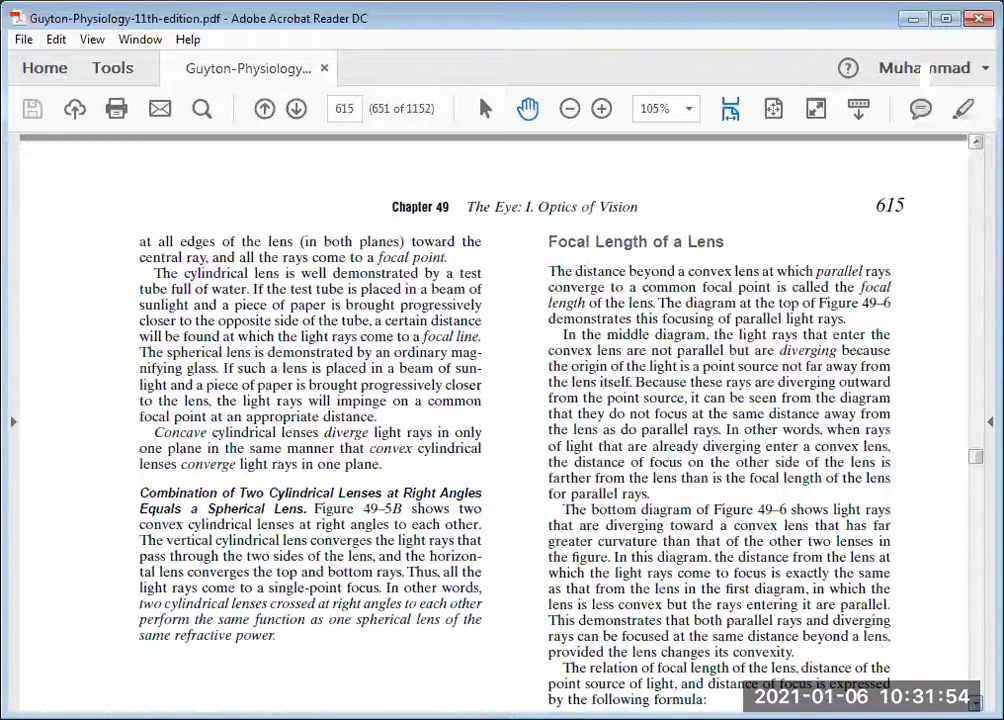 Guyton-Physiology-11th-edition.pdf - Adobe Acrobat Reader DC
File Edit View Window Help
Home Tools Guyton-Physiology... × Muhammad
615 (651 of 1152) 105%
Chapter 49 The Eye: I. Optics of Vision 615
at all edges of the lens (in both planes) toward the
central ray, and all the rays come to a focal point.
The cylindrical lens is well demonstrated by a test
tube full of water. If the test tube is placed in a beam of
sunlight and a piece of paper is brought progressively
closer to the opposite side of the tube, a certain distance
will be found at which the light rays come to a focal line.
The spherical lens is demonstrated by an ordinary mag-
nifying glass. If such a lens is placed in a beam of sun-
light and a piece of paper is brought progressively closer
to the lens, the light rays will impinge on a common
focal point at an appropriate distance.
Concave cylindrical lenses diverge light rays in only
one plane in the same manner that convex cylindrical
lenses converge light rays in one plane.
Combination of Two Cylindrical Lenses at Right Angles
Equals a Spherical Lens. Figure 49–5B shows two
convex cylindrical lenses at right angles to each other.
The vertical cylindrical lens converges the light rays that
pass through the two sides of the lens, and the horizon-
tal lens converges the top and bottom rays. Thus, all the
light rays come to a single-point focus. In other words,
two cylindrical lenses crossed at right angles to each other
perform the same function as one spherical lens of the
same refractive power.
Focal Length of a Lens
The distance beyond a convex lens at which parallel rays
converge to a common focal point is called the focal
length of the lens. The diagram at the top of Figure 49–6
demonstrates this focusing of parallel light rays.
In the middle diagram, the light rays that enter the
convex lens are not parallel but are diverging because
the origin of the light is a point source not far away from
the lens itself. Because these rays are diverging outward
from the point source, it can be seen from the diagram
that they do not focus at the same distance away from
the lens as do parallel rays. In other words, when rays
of light that are already diverging enter a convex lens,
the distance of focus on the other side of the lens is
farther from the lens than is the focal length of the lens
for parallel rays.
The bottom diagram of Figure 49–6 shows light rays
that are diverging toward a convex lens that has far
greater curvature than that of the other two lenses in
the figure. In this diagram, the distance from the lens at
which the light rays come to focus is exactly the same
as that from the lens in the first diagram, in which the
lens is less convex but the rays entering it are parallel.
This demonstrates that both parallel rays and diverging
rays can be focused at the same distance beyond a lens,
provided the lens changes its convexity.
The relation of focal length of the lens, distance of the
point source of light, and distance of focus is expressed
by the following formula:
2021-01-06 10:31:54